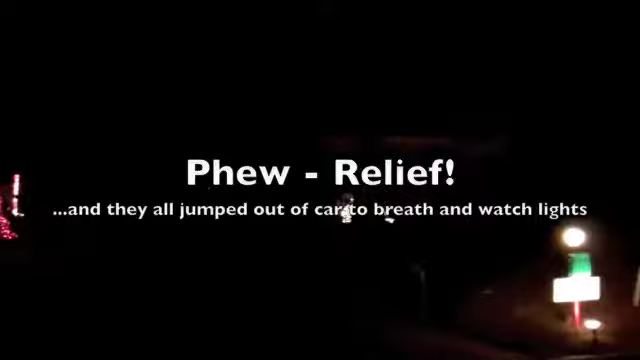 Phew - Relief!
...and they all jumped out of car to breath and watch lights